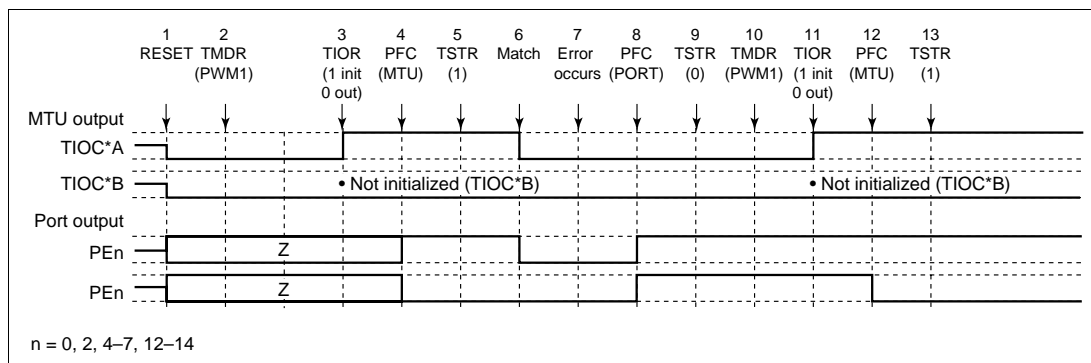 1 2 3 4 5 6 7 8 9 10 11 12 13
RESET TMDR TIOR PFC TSTR Match Error PFC TSTR TMDR TIOR PFC TSTR
(PWM1) (1 init (MTU) (1) occurs (PORT) (0) (PWM1) (1 init (MTU) (1)
0 out) 0 out)
MTU output
TIOC*A
TIOC*B • Not initialized (TIOC*B) • Not initialized (TIOC*B)
Port output
PEn Z
PEn Z
n = 0, 2, 4–7, 12–14